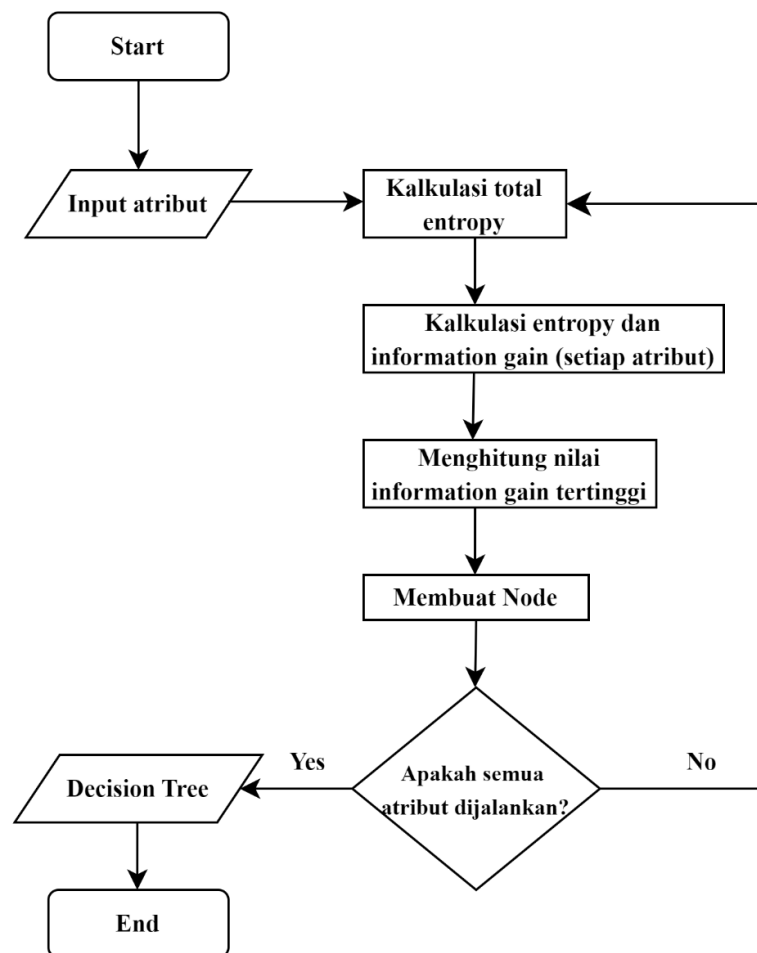 Start
Input atribut
Kalkulasi total
entropy
Kalkulasi entropy dan
information gain (setiap atribut)
Menghitung nilai
information gain tertinggi
Membuat Node
Apakah semua
atribut dijalankan?
Yes
No
Decision Tree
End